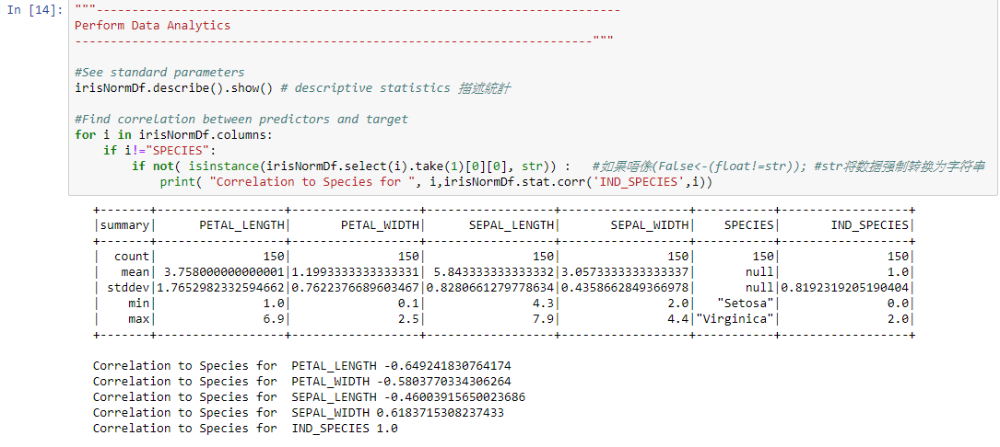 In [14]: """---------------------------------------------------------------------------
Perform Data Analytics
--------------------------------------------------------------------------"""
#See standard parameters
irisNormDf.describe().show() # descriptive statistics 描述統計
#Find correlation between predictors and target
for i in irisNormDf.columns:
    if i!="SPECIES":
        if not( isinstance(irisNormDf.select(i).take(1)[0][0], str)) :   #如果唔係(False<-(float!=str)); #str将数据强制转换为字符串
            print( "Correlation to Species for ", i,irisNormDf.stat.corr('IND_SPECIES',i))
+-------+------------------+------------------+------------------+------------------+-----------+------------------+
|summary|      PETAL_LENGTH|       PETAL_WIDTH|      SEPAL_LENGTH|       SEPAL_WIDTH|    SPECIES|       IND_SPECIES|
+-------+------------------+------------------+------------------+------------------+-----------+------------------+
|  count|               150|               150|               150|               150|        150|               150|
|   mean| 3.758000000000001|1.1993333333333331| 5.843333333333332|3.0573333333333337|       null|               1.0|
| stddev|1.7652982332594662|0.7622376689603467|0.8280661279778634|0.4358662849366978|       null|0.8192319205190404|
|    min|               1.0|               0.1|               4.3|               2.0|   "Setosa"|               0.0|
|    max|               6.9|               2.5|               7.9|               4.4|"Virginica"|               2.0|
+-------+------------------+------------------+------------------+------------------+-----------+------------------+
Correlation to Species for  PETAL_LENGTH -0.649241830764174
Correlation to Species for  PETAL_WIDTH -0.5803770334306264
Correlation to Species for  SEPAL_LENGTH -0.46003915650023686
Correlation to Species for  SEPAL_WIDTH 0.6183715308237433
Correlation to Species for  IND_SPECIES 1.0